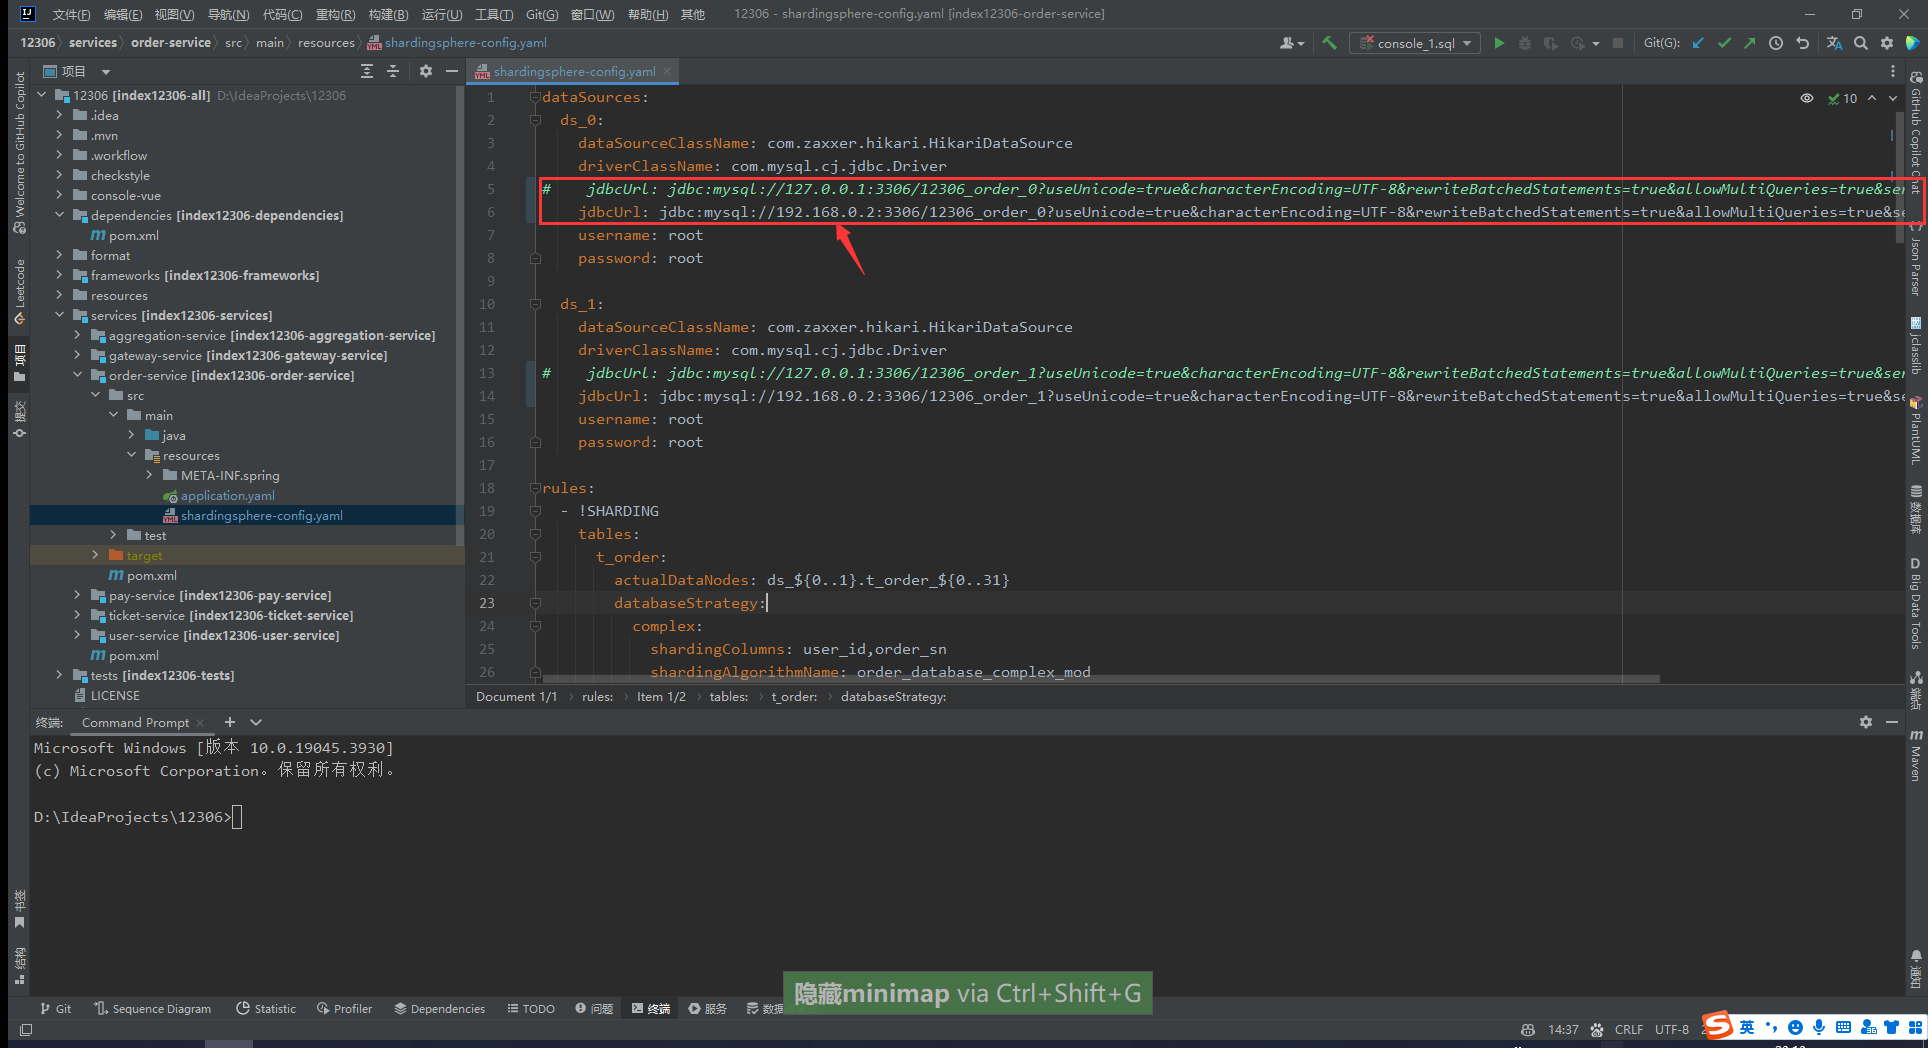 文件(F) 编辑(E) 视图(V) 导航(N) 代码(C) 重构(R) 构建(B) 运行(U) 工具(T) Git(G) 窗口(W) 帮助(H) 其他 12306 - shardingsphere-config.yaml [index12306-order-service]
12306 services order-service src main resources shardingsphere-config.yaml
console_1.sql Git(G):
项目
shardingsphere-config.yaml
12306 [index12306-all] D:\IdeaProjects\12306
.idea
.mvn
.workflow
checkstyle
console-vue
dependencies [index12306-dependencies]
pom.xml
format
frameworks [index12306-frameworks]
resources
services [index12306-services]
aggregation-service [index12306-aggregation-service]
gateway-service [index12306-gateway-service]
order-service [index12306-order-service]
src
main
java
resources
META-INF.spring
application.yaml
shardingsphere-config.yaml
test
target
pom.xml
pay-service [index12306-pay-service]
ticket-service [index12306-ticket-service]
user-service [index12306-user-service]
pom.xml
tests [index12306-tests]
LICENSE
10
1 dataSources:
2 ds_0:
3 dataSourceClassName: com.zaxxer.hikari.HikariDataSource
4 driverClassName: com.mysql.cj.jdbc.Driver
5 # jdbcUrl: jdbc:mysql://127.0.0.1:3306/12306_order_0?useUnicode=true&characterEncoding=UTF-8&rewriteBatchedStatements=true&allowMultiQueries=true&ser
6 jdbcUrl: jdbc:mysql://192.168.0.2:3306/12306_order_0?useUnicode=true&characterEncoding=UTF-8&rewriteBatchedStatements=true&allowMultiQueries=true&se
7 username: root
8 password: root
9
10 ds_1:
11 dataSourceClassName: com.zaxxer.hikari.HikariDataSource
12 driverClassName: com.mysql.cj.jdbc.Driver
13 # jdbcUrl: jdbc:mysql://127.0.0.1:3306/12306_order_1?useUnicode=true&characterEncoding=UTF-8&rewriteBatchedStatements=true&allowMultiQueries=true&ser
14 jdbcUrl: jdbc:mysql://192.168.0.2:3306/12306_order_1?useUnicode=true&characterEncoding=UTF-8&rewriteBatchedStatements=true&allowMultiQueries=true&se
15 username: root
16 password: root
17
18 rules:
19 - !SHARDING
20 tables:
21 t_order:
22 actualDataNodes: ds_${0..1}.t_order_${0..31}
23 databaseStrategy:
24 complex:
25 shardingColumns: user_id,order_sn
26 shardingAlgorithmName: order_database_complex_mod
Document 1/1 rules: Item 1/2 tables: t_order: databaseStrategy:
Welcome to GitHub Copilot
Leetcode
项目
提交
书签
结构
GitHub Copilot Chat
Json Parser
jclasslib
PlantUML
数据库
Big Data Tools
端点
Maven
通知
终端: Command Prompt
Microsoft Windows [版本 10.0.19045.3930]
(c) Microsoft Corporation。保留所有权利。
D:\IdeaProjects\12306>
隐藏minimap via Ctrl+Shift+G
Git Sequence Diagram Statistic Profiler Dependencies TODO 问题 终端 服务 数据
14:37 CRLF UTF-8
英